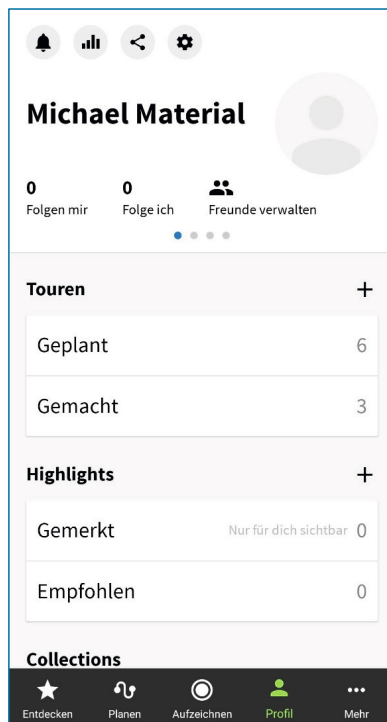 Michael Material
0 0
Folgen mir Folge ich Freunde verwalten
Touren
Geplant 6
Gemacht 3
Highlights
Gemerkt Nur für dich sichtbar 0
Empfohlen 0
Collections
Entdecken Planen Aufzeichnen Profil Mehr